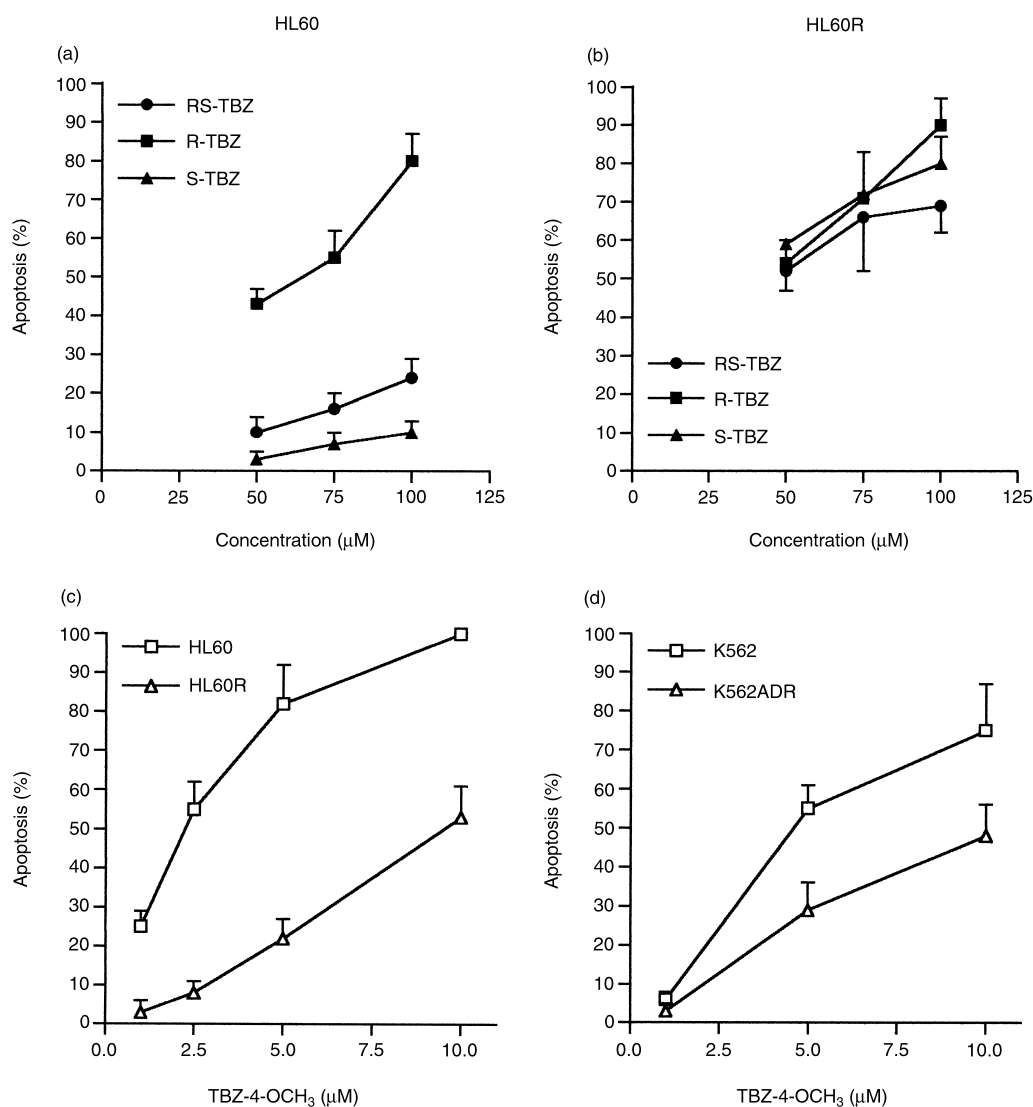 HL60
(a)
100
90
80
70
60
50
40
30
20
10
0
Apoptosis (%)
RS-TBZ
R-TBZ
S-TBZ
0 25 50 75 100 125
Concentration (μM)
HL60R
(b)
100
90
80
70
60
50
40
30
20
10
0
Apoptosis (%)
RS-TBZ
R-TBZ
S-TBZ
0 25 50 75 100 125
Concentration (μM)
(c)
100
90
80
70
60
50
40
30
20
10
0
Apoptosis (%)
HL60
HL60R
0.0 2.5 5.0 7.5 10.0
TBZ-4-OCH₃ (μM)
(d)
100
90
80
70
60
50
40
30
20
10
0
Apoptosis (%)
K562
K562ADR
0.0 2.5 5.0 7.5 10.0
TBZ-4-OCH₃ (μM)